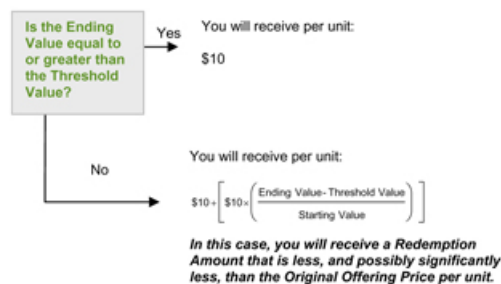 Is the Ending
Value equal to
or greater than
the Threshold
Value?
Yes
You will receive per unit:
$10
No
You will receive per unit:
$10+[$10×(Ending Value-Threshold Value
Starting Value)]
In this case, you will receive a Redemption
Amount that is less, and possibly significantly
less, than the Original Offering Price per unit.